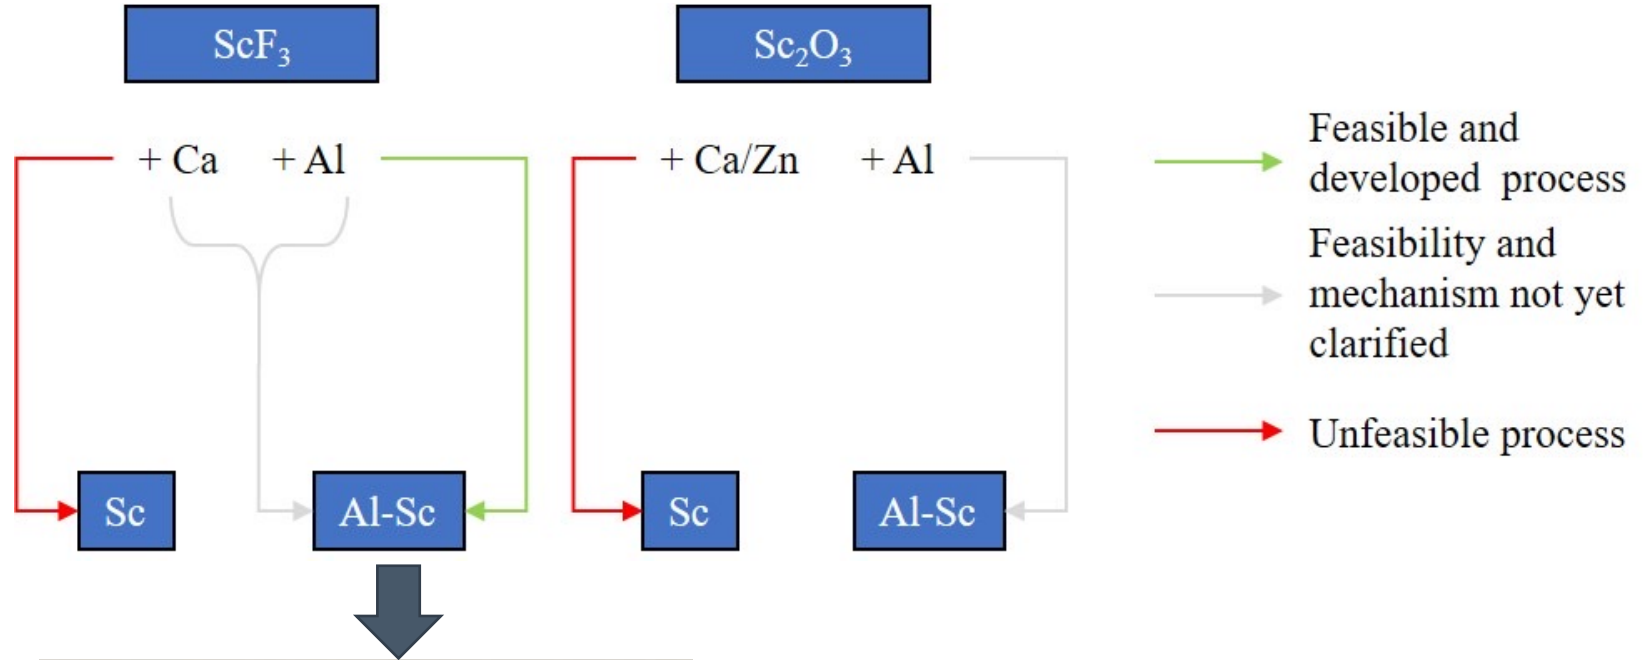 ScF₃
Sc₂O₃
+ Ca
+ Al
+ Ca/Zn
+ Al
Feasible and
developed process
Feasibility and
mechanism not yet
clarified
Unfeasible process
Sc
Al-Sc
Sc
Al-Sc